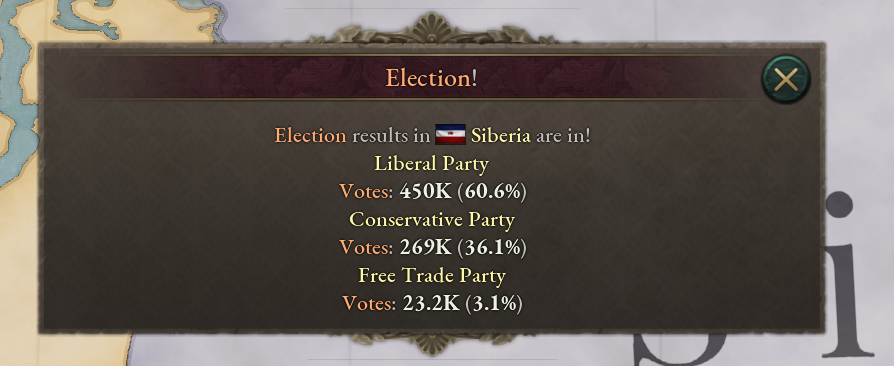 Election!
Election results in Siberia are in!
Liberal Party
Votes: 450K (60.6%)
Conservative Party
Votes: 269K (36.1%)
Free Trade Party
Votes: 23.2K (3.1%)
S i